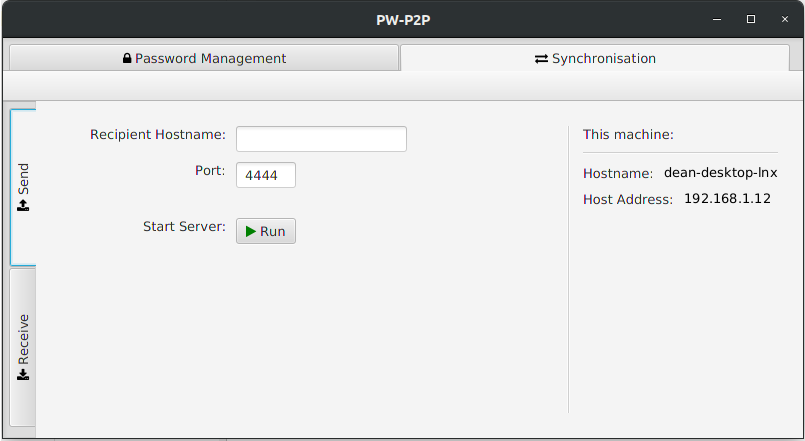 PW-P2P
Password Management
Synchronisation
Send
Receive
Recipient Hostname:
Port: 4444
Start Server: Run
This machine:
Hostname: dean-desktop-lnx
Host Address: 192.168.1.12